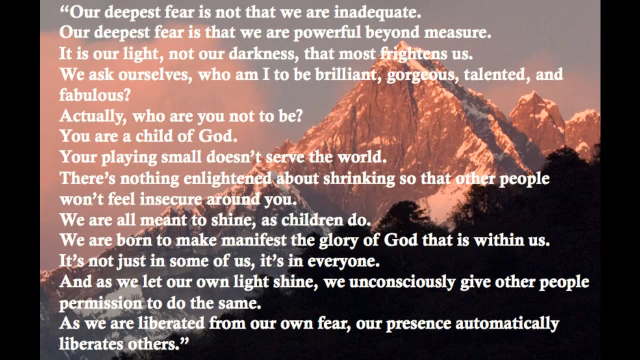 “Our deepest fear is not that we are inadequate.
Our deepest fear is that we are powerful beyond measure.
It is our light, not our darkness, that most frightens us.
We ask ourselves, who am I to be brilliant, gorgeous, talented, and
fabulous?
Actually, who are you not to be?
You are a child of God.
Your playing small doesn’t serve the world.
There’s nothing enlightened about shrinking so that other people
won’t feel insecure around you.
We are all meant to shine, as children do.
We are born to make manifest the glory of God that is within us.
It’s not just in some of us, it’s in everyone.
And as we let our own light shine, we unconsciously give other people
permission to do the same.
As we are liberated from our own fear, our presence automatically
liberates others.”